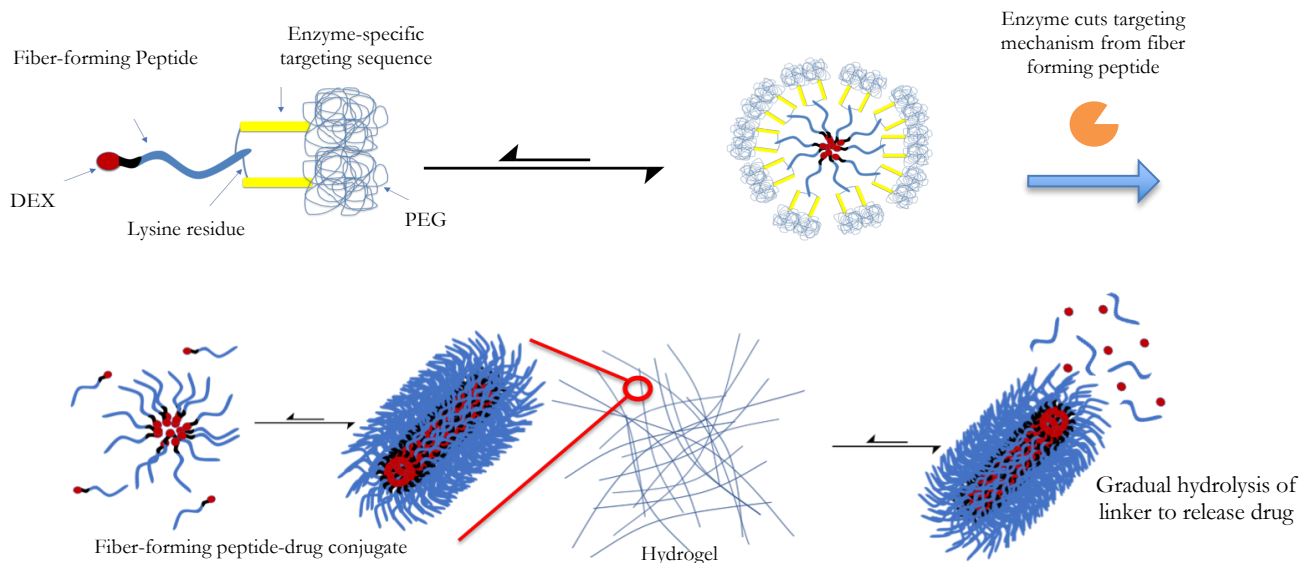 Fiber-forming Peptide
Enzyme-specific
targeting sequence
Enzyme cuts targeting
mechanism from fiber
forming peptide
DEX
Lysine residue
PEG
Fiber-forming peptide-drug conjugate
Hydrogel
Gradual hydrolysis of
linker to release drug